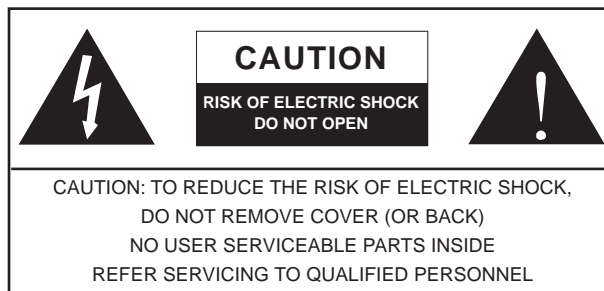 CAUTION
RISK OF ELECTRIC SHOCK
DO NOT OPEN
!
CAUTION: TO REDUCE THE RISK OF ELECTRIC SHOCK,
DO NOT REMOVE COVER (OR BACK)
NO USER SERVICEABLE PARTS INSIDE
REFER SERVICING TO QUALIFIED PERSONNEL